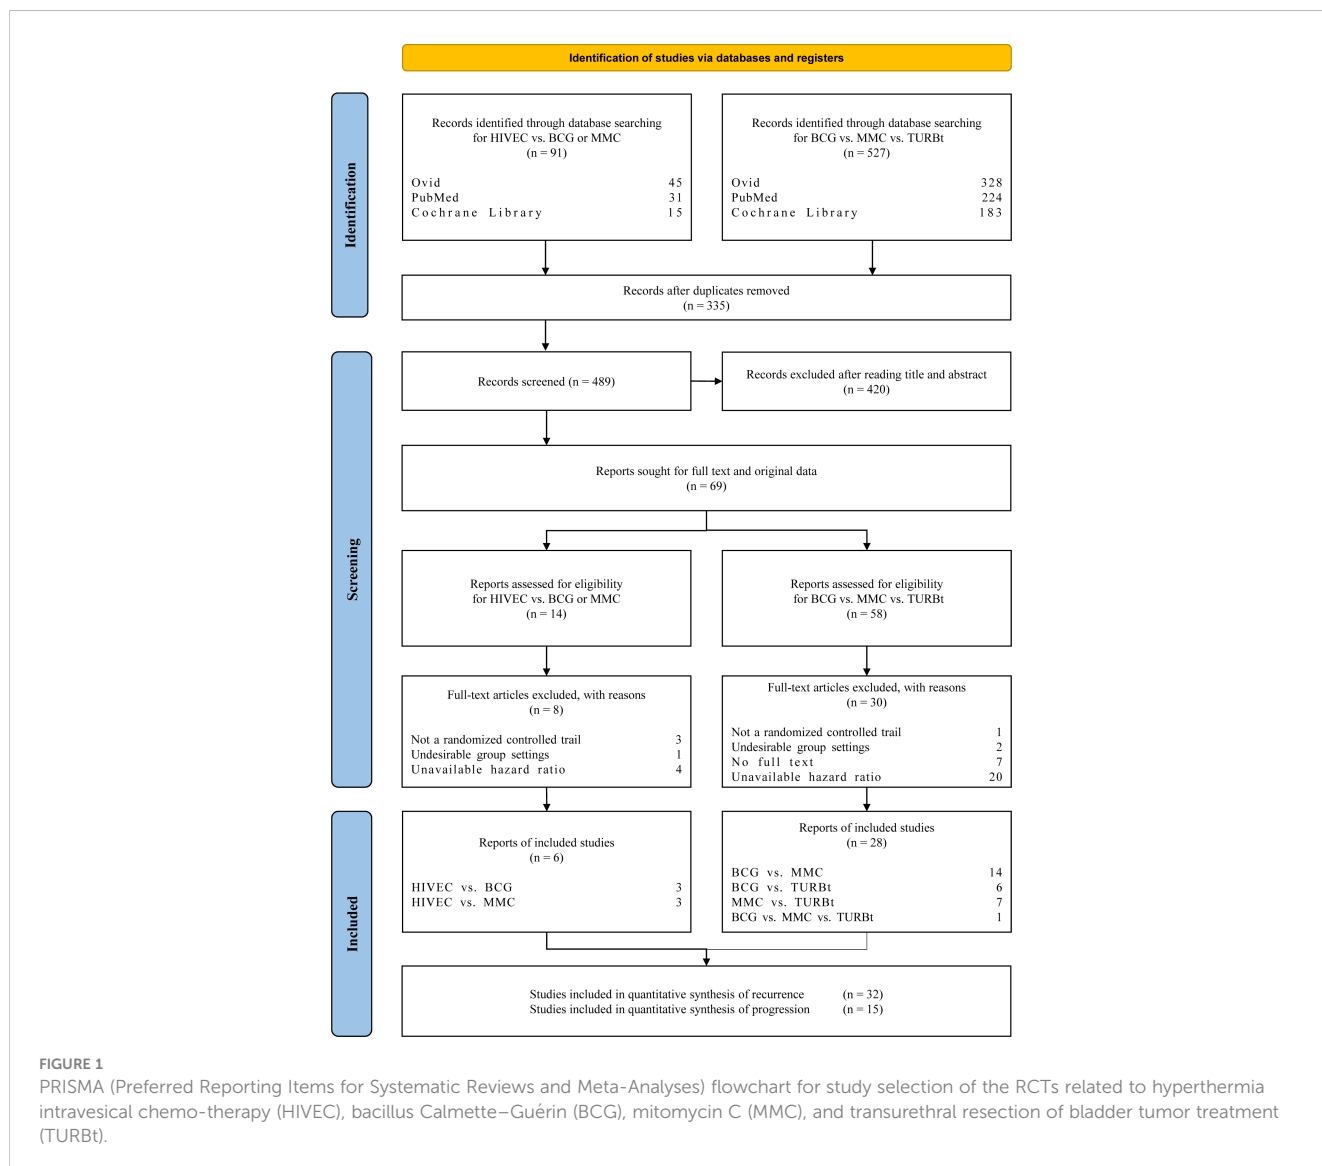 Identification of studies via databases and registers
Identification
Records identified through database searching
for HIVEC vs. BCG or MMC
(n = 91)
Ovid 45
PubMed 31
Cochrane Library 15
Records identified through database searching
for BCG vs. MMC vs. TURBt
(n = 527)
Ovid 328
PubMed 224
Cochrane Library 183
Records after duplicates removed
(n = 335)
Screening
Records screened (n = 489)
Records excluded after reading title and abstract
(n = 420)
Reports sought for full text and original data
(n = 69)
Reports assessed for eligibility
for HIVEC vs. BCG or MMC
(n = 14)
Reports assessed for eligibility
for BCG vs. MMC vs. TURBt
(n = 58)
Full-text articles excluded, with reasons
(n = 8)
Not a randomized controlled trail 3
Undesirable group settings 1
Unavailable hazard ratio 4
Full-text articles excluded, with reasons
(n = 30)
Not a randomized controlled trail 1
Undesirable group settings 2
No full text 7
Unavailable hazard ratio 20
Included
Reports of included studies
(n = 6)
HIVEC vs. BCG 3
HIVEC vs. MMC 3
Reports of included studies
(n = 28)
BCG vs. MMC 14
BCG vs. TURBt 6
MMC vs. TURBt 7
BCG vs. MMC vs. TURBt 1
Studies included in quantitative synthesis of recurrence (n = 32)
Studies included in quantitative synthesis of progression (n = 15)
FIGURE 1
PRISMA (Preferred Reporting Items for Systematic Reviews and Meta-Analyses) flowchart for study selection of the RCTs related to hyperthermia
intravesical chemo-therapy (HIVEC), bacillus Calmette–Guérin (BCG), mitomycin C (MMC), and transurethral resection of bladder tumor treatment
(TURBt).